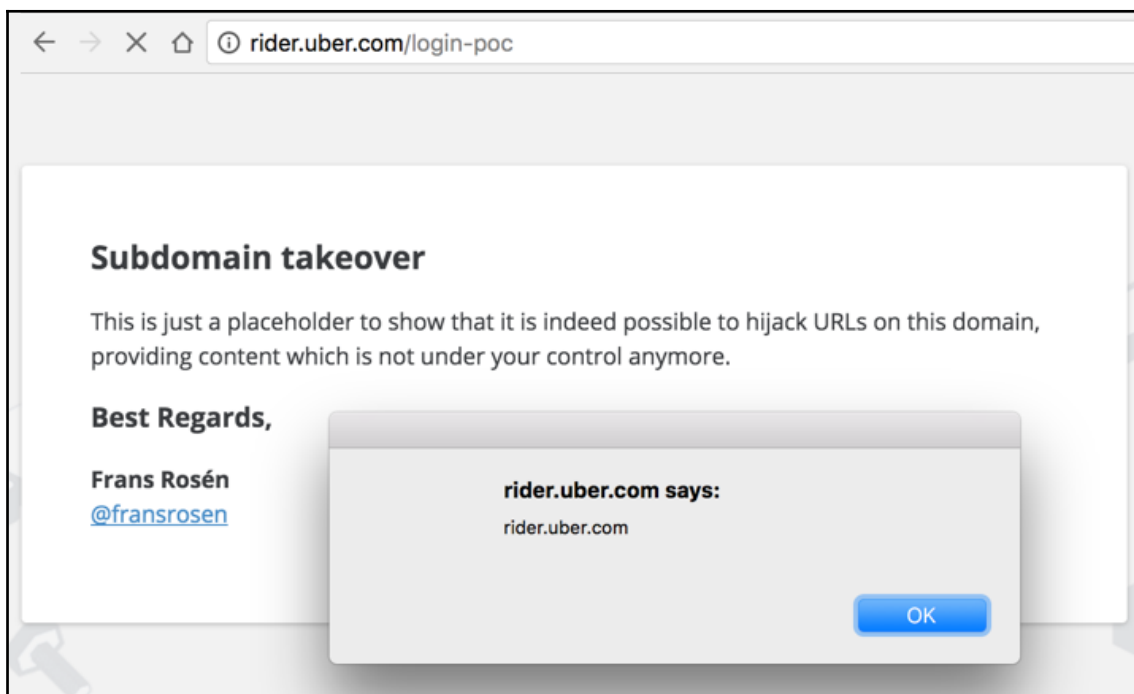 rider.uber.com/login-poc
Subdomain takeover
This is just a placeholder to show that it is indeed possible to hijack URLs on this domain,
providing content which is not under your control anymore.
Best Regards,
Frans Rosén
@fransrosen
rider.uber.com says:
rider.uber.com
OK